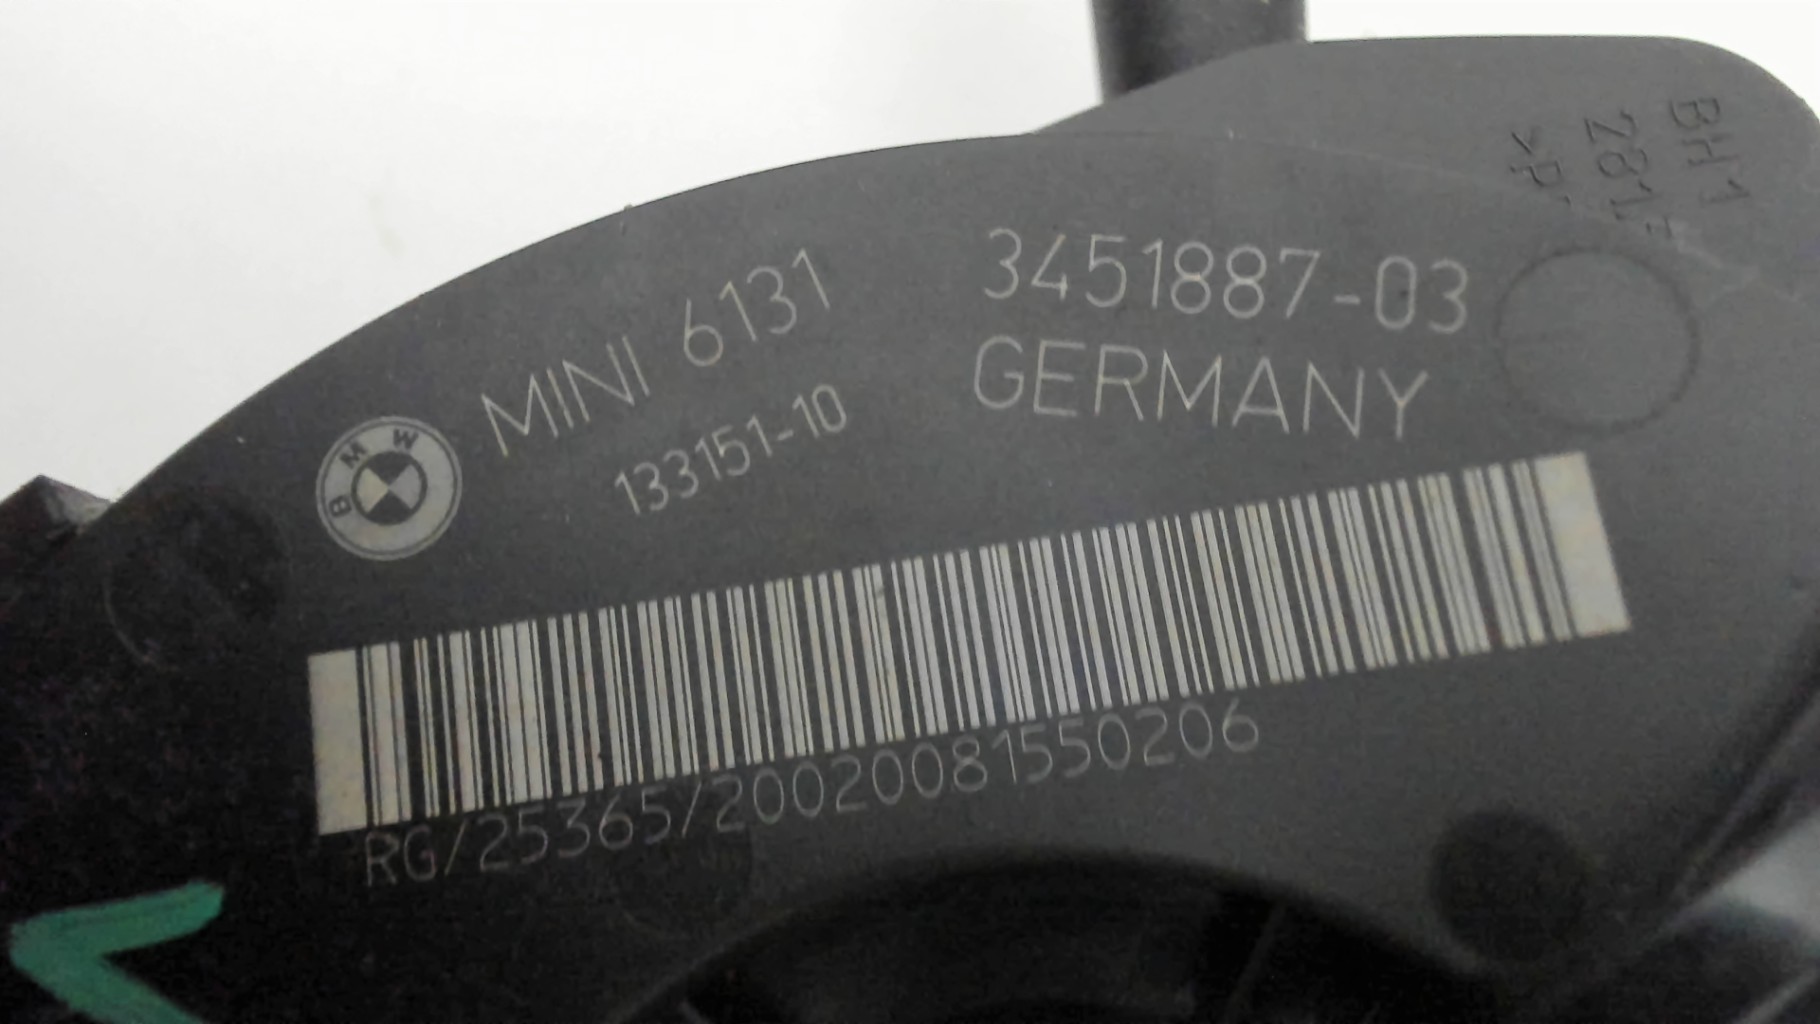 BMW
MINI 6131 3451887-03
133151-10 GERMANY
RG/25365/20020081550206
BH1